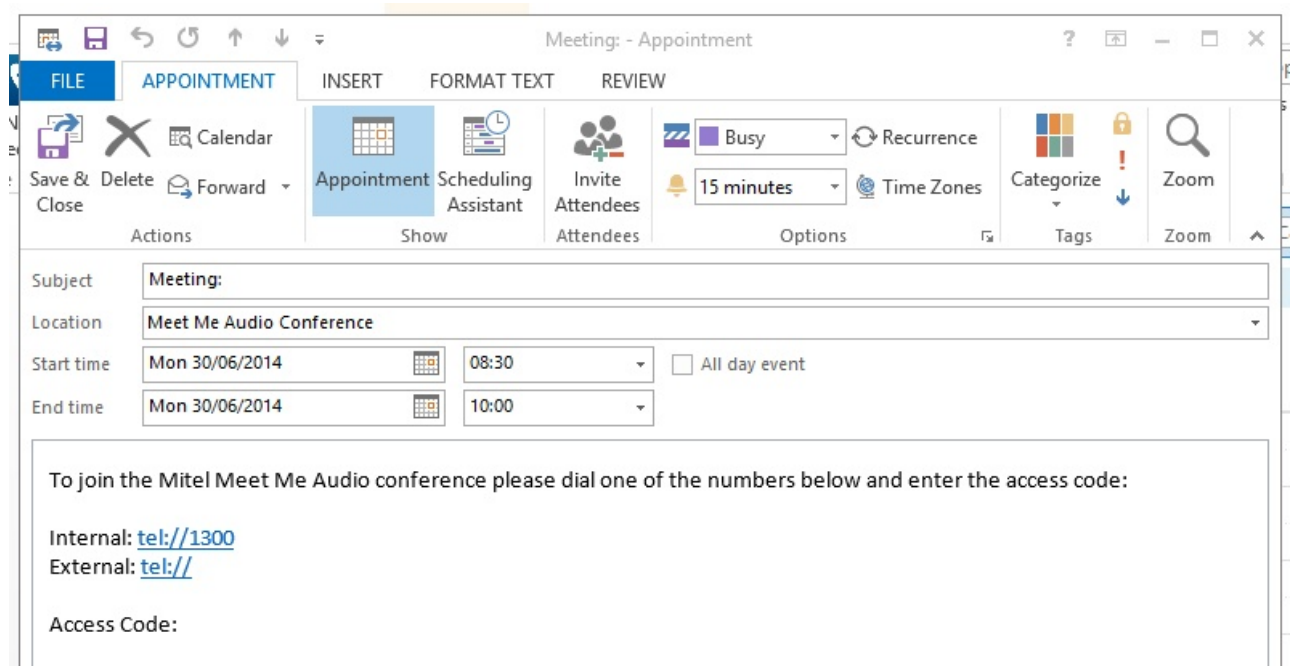 Meeting: - Appointment
?
FILE APPOINTMENT INSERT FORMAT TEXT REVIEW
Save & Close
Delete
Calendar
Forward
Actions
Appointment
Scheduling Assistant
Show
Invite Attendees
Attendees
Busy
15 minutes
Recurrence
Time Zones
Options
Categorize
!
Tags
Zoom
Zoom
Subject Meeting:
Location Meet Me Audio Conference
Start time Mon 30/06/2014 08:30 All day event
End time Mon 30/06/2014 10:00
To join the Mitel Meet Me Audio conference please dial one of the numbers below and enter the access code:
Internal: tel://1300
External: tel://
Access Code: